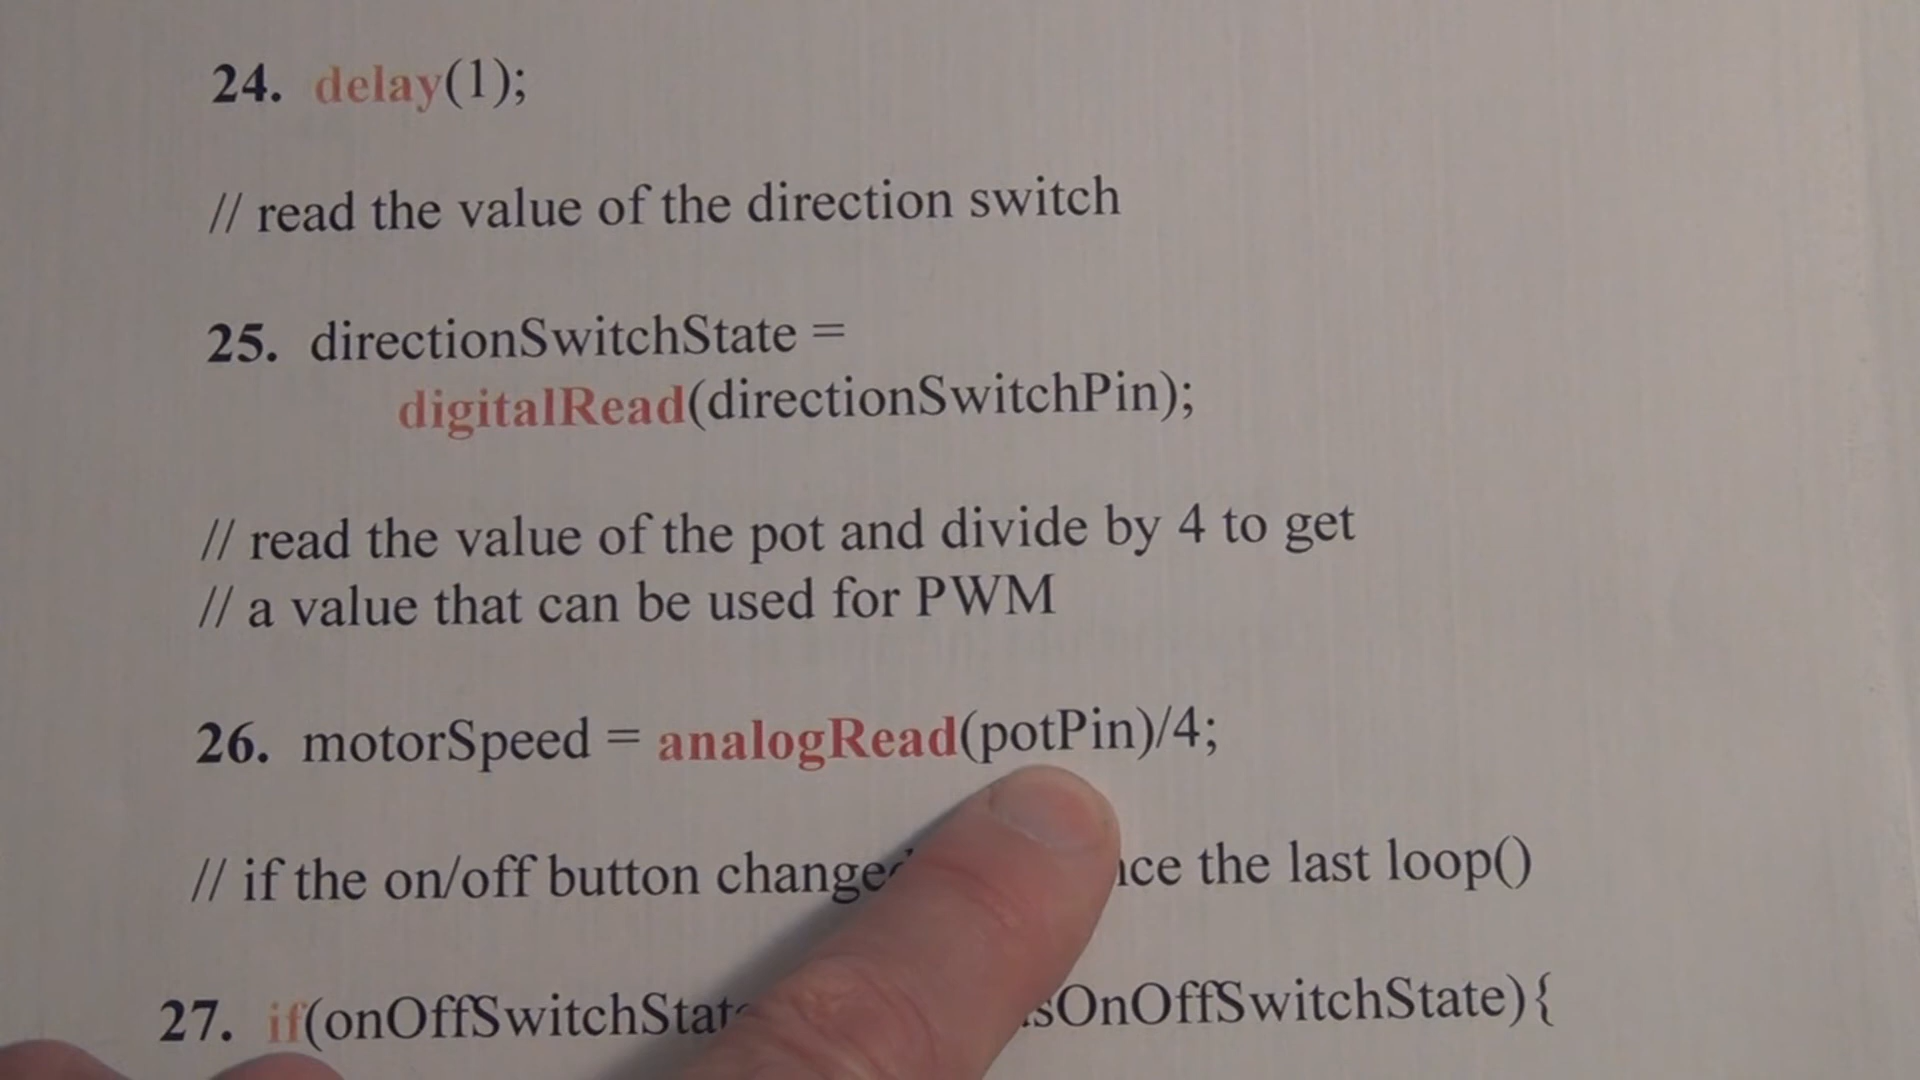 24. delay(1);
// read the value of the direction switch
25. directionSwitchState =
digitalRead(directionSwitchPin);
// read the value of the pot and divide by 4 to get
// a value that can be used for PWM
26. motorSpeed = analogRead(potPin)/4;
// if the on/off button the last loop()
27. if(